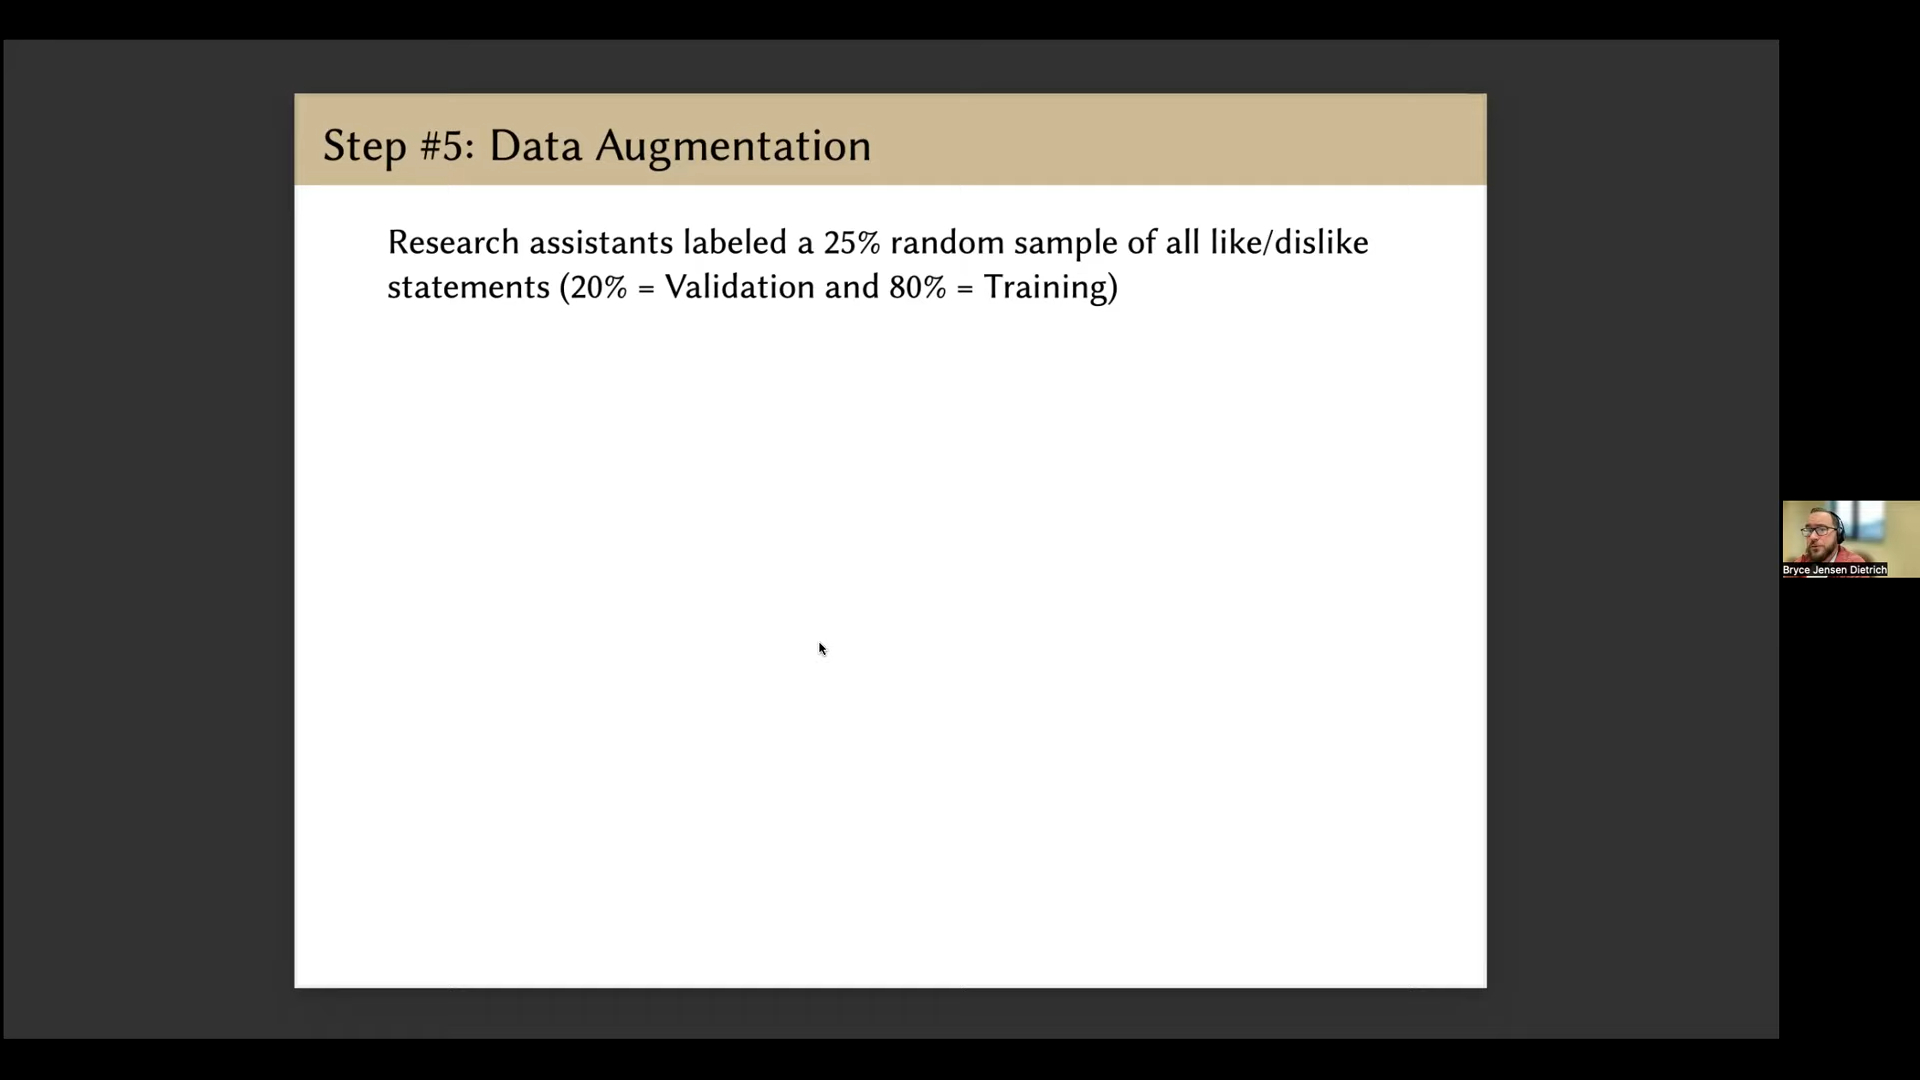 Step #5: Data Augmentation
Research assistants labeled a 25% random sample of all like/dislike
statements (20% = Validation and 80% = Training)
Bryce Jensen Dietrich